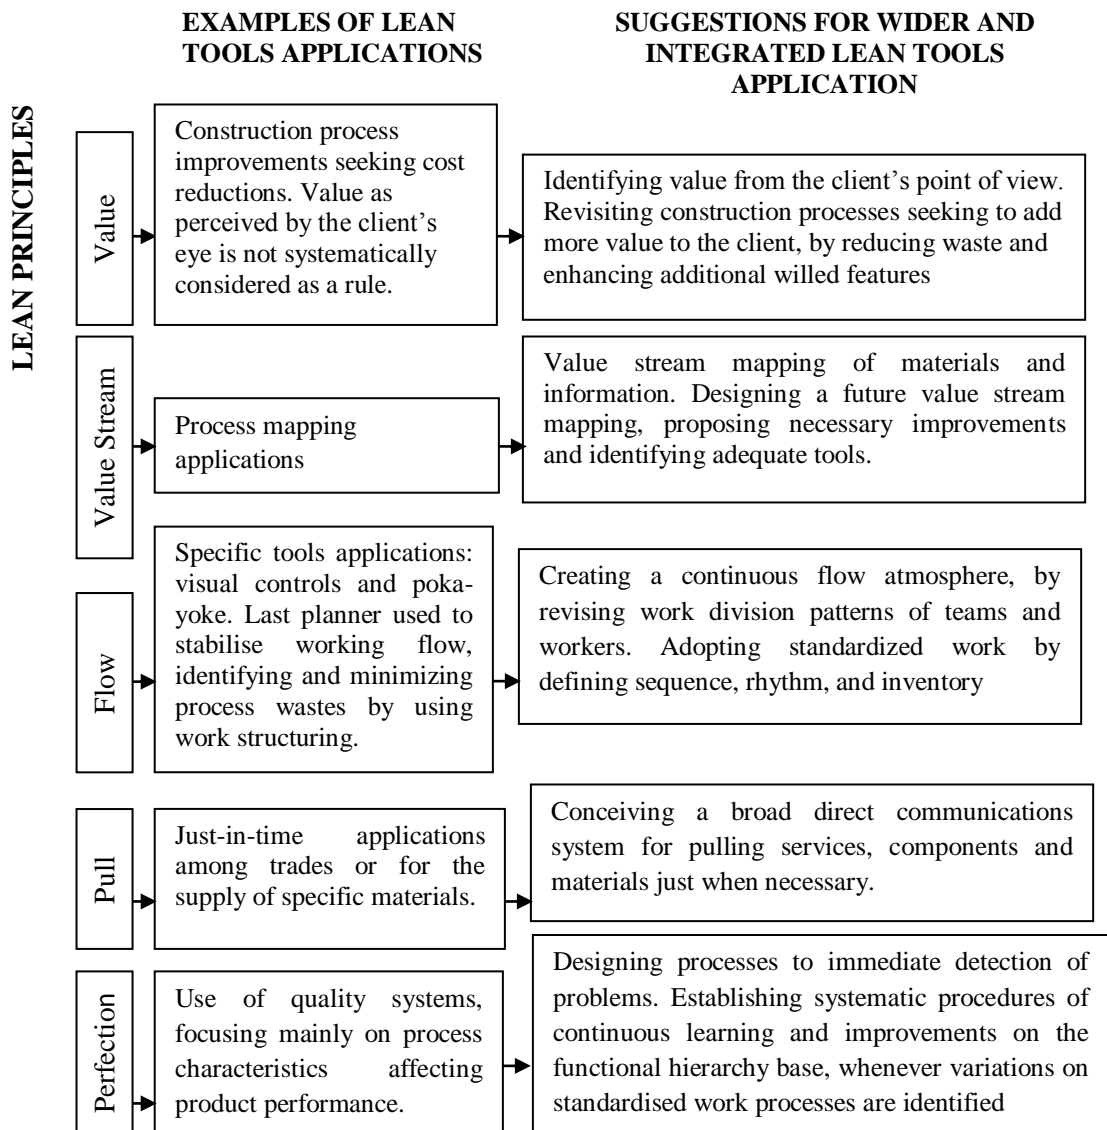 EXAMPLES OF LEAN
TOOLS APPLICATIONS
SUGGESTIONS FOR WIDER AND
INTEGRATED LEAN TOOLS
APPLICATION
LEAN PRINCIPLES
Value
Construction process
improvements seeking cost
reductions. Value as
perceived by the client’s
eye is not systematically
considered as a rule.
Identifying value from the client’s point of view.
Revisiting construction processes seeking to add
more value to the client, by reducing waste and
enhancing additional willed features
Value Stream
Process mapping
applications
Value stream mapping of materials and
information. Designing a future value stream
mapping, proposing necessary improvements
and identifying adequate tools.
Flow
Specific tools applications:
visual controls and poka-
yoke. Last planner used to
stabilise working flow,
identifying and minimizing
process wastes by using
work structuring.
Creating a continuous flow atmosphere, by
revising work division patterns of teams and
workers. Adopting standardized work by
defining sequence, rhythm, and inventory
Pull
Just-in-time applications
among trades or for the
supply of specific materials.
Conceiving a broad direct communications
system for pulling services, components and
materials just when necessary.
Perfection
Use of quality systems,
focusing mainly on process
characteristics affecting
product performance.
Designing processes to immediate detection of
problems. Establishing systematic procedures of
continuous learning and improvements on the
functional hierarchy base, whenever variations on
standardised work processes are identified